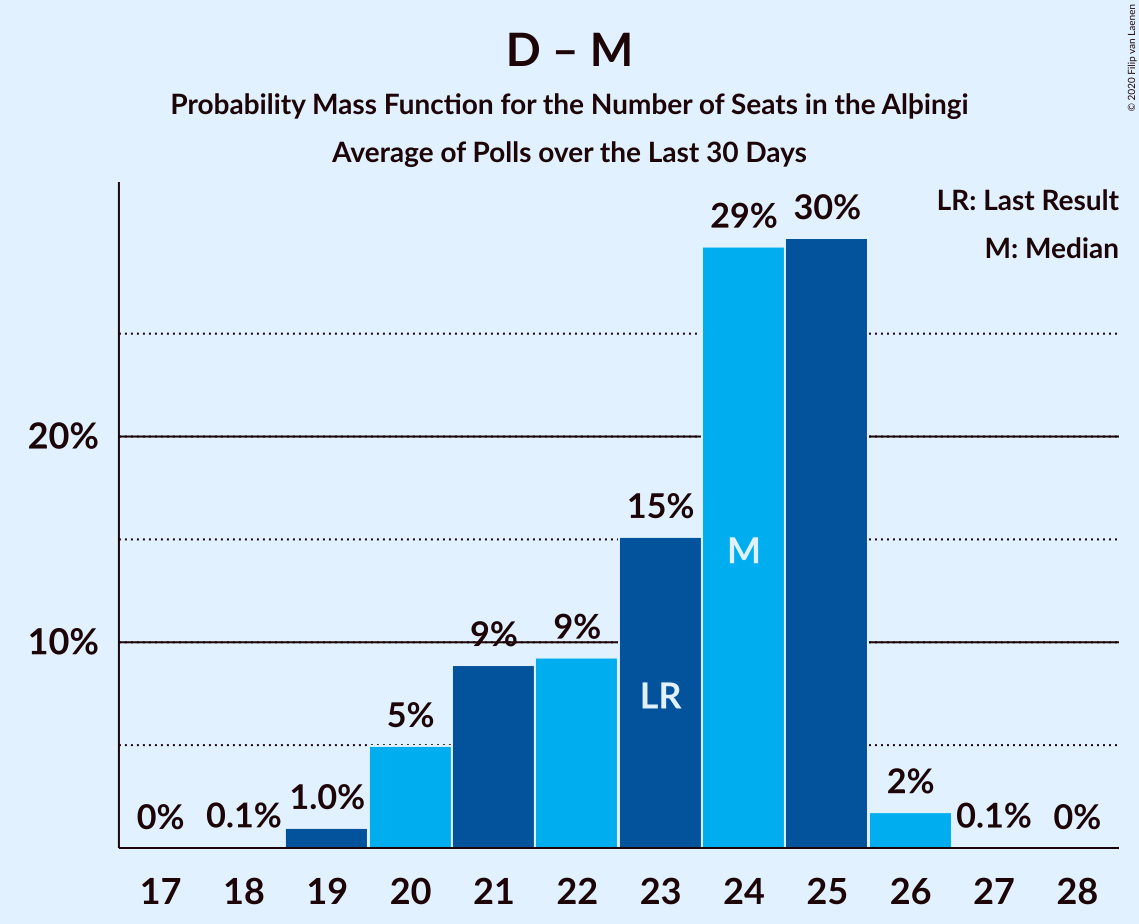 D – M
Probability Mass Function for the Number of Seats in the Alþingi
Average of Polls over the Last 30 Days
© 2020 Filip van Laenen
LR: Last Result
M: Median
29% 30%
20%
15%
M
10%
9% 9%
LR
5%
0% 0.1% 1.0% 2% 0.1% 0%
17 18 19 20 21 22 23 24 25 26 27 28